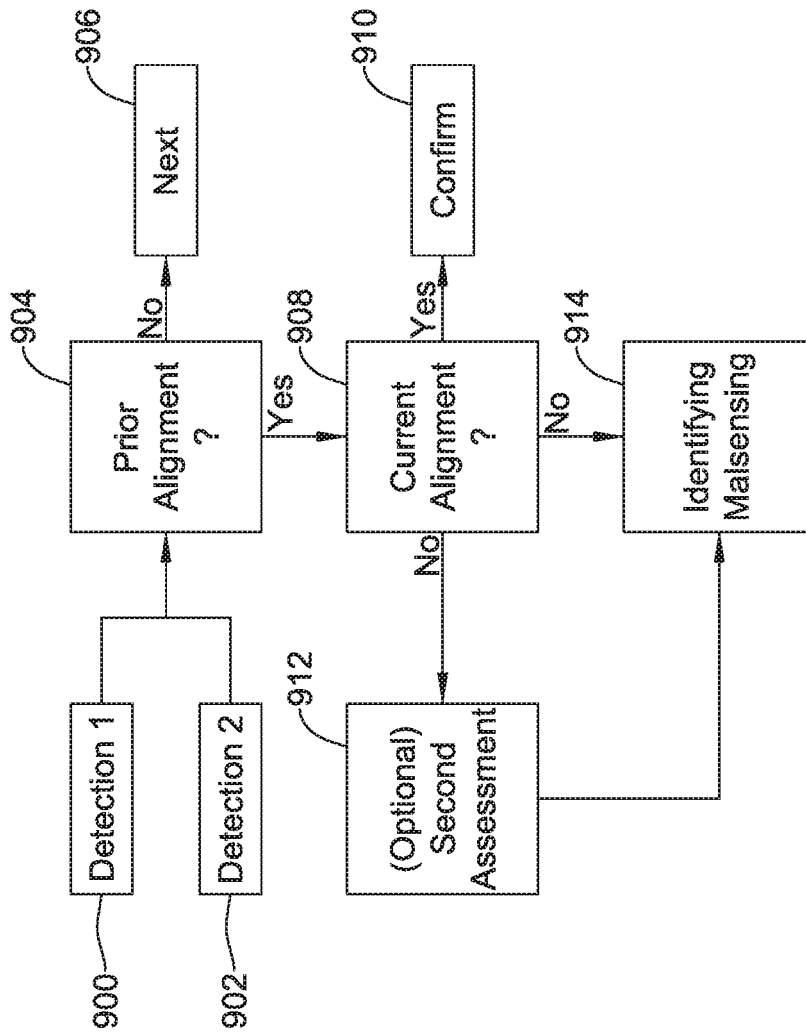 900
Detection 1
902
Detection 2
904
Prior
Alignment
?
No
906
Next
Yes
908
Current
Alignment
?
Yes
910
Confirm
No
912
(Optional)
Second
Assessment
No
914
Identifying
Malsensing